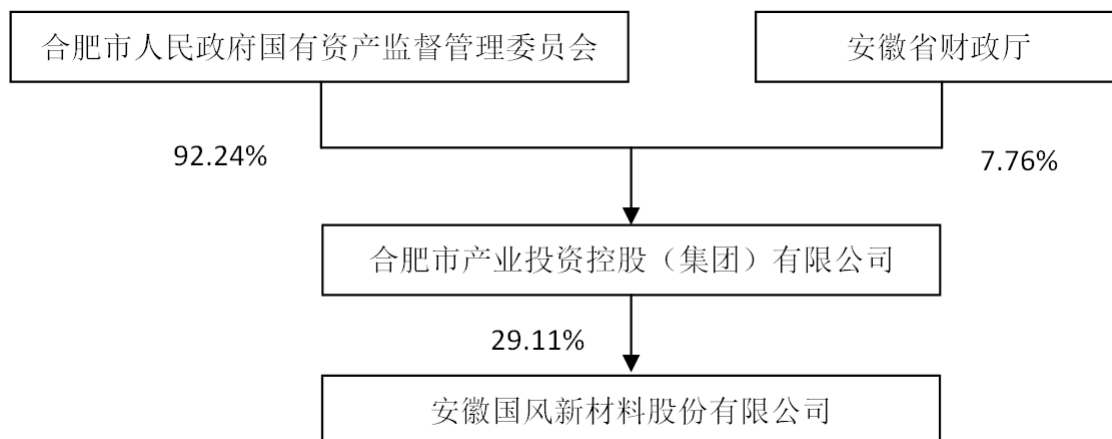 合肥市人民政府国有资产监督管理委员会
安徽省财政厅
92.24%
7.76%
合肥市产业投资控股（集团）有限公司
29.11%
安徽国风新材料股份有限公司